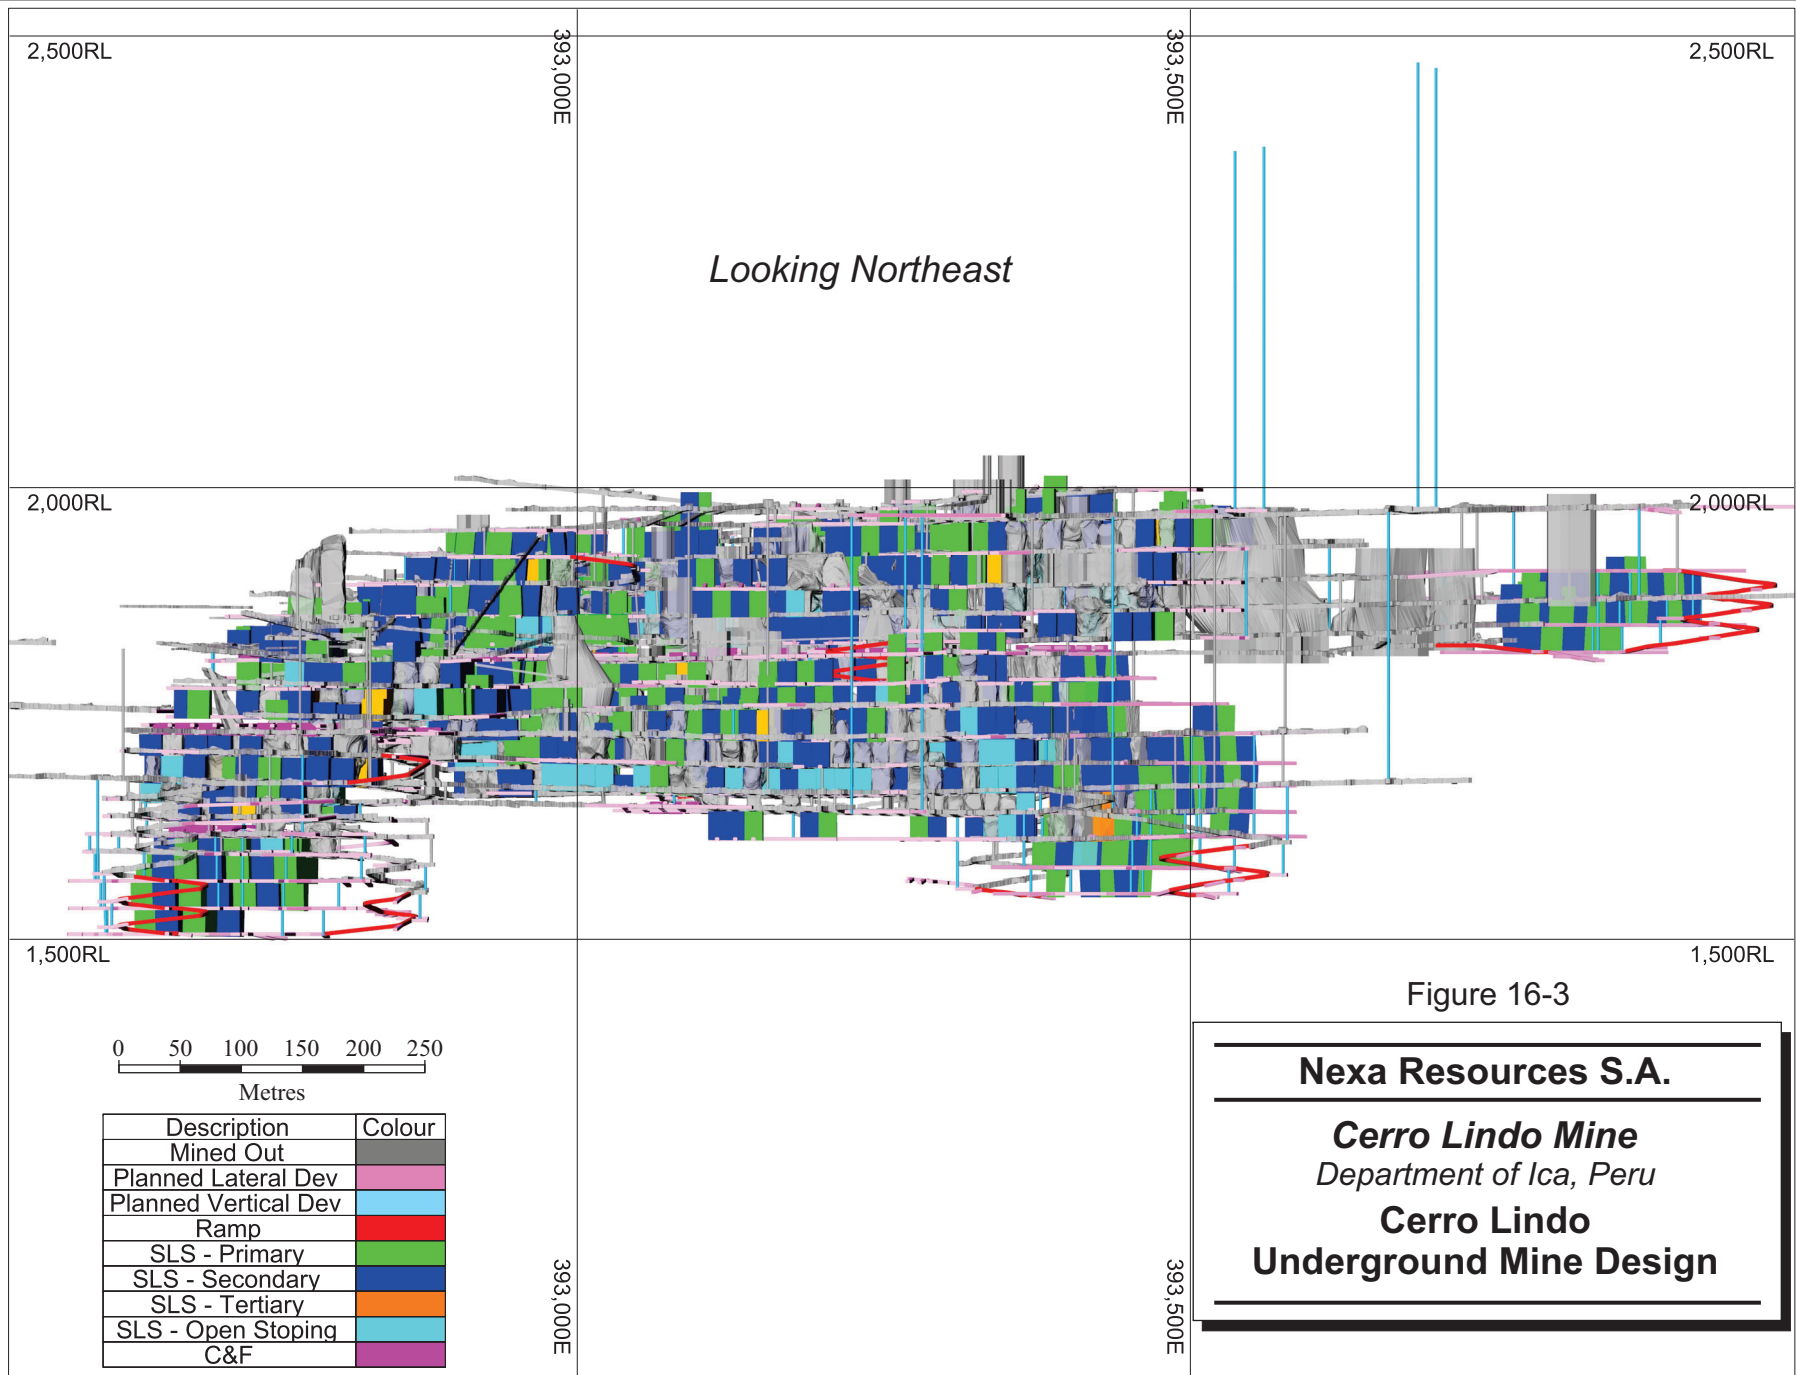 2,500RL
393,000E
393,500E
2,500RL
Looking Northeast
2,000RL
2,000RL
1,500RL
1,500RL
Figure 16-3
0 50 100 150 200 250
Metres
Description Colour
Mined Out
Planned Lateral Dev
Planned Vertical Dev
Ramp
SLS - Primary
SLS - Secondary
SLS - Tertiary
SLS - Open Stoping
C&F
393,000E
393,500E
Nexa Resources S.A.
Cerro Lindo Mine
Department of Ica, Peru
Cerro Lindo
Underground Mine Design